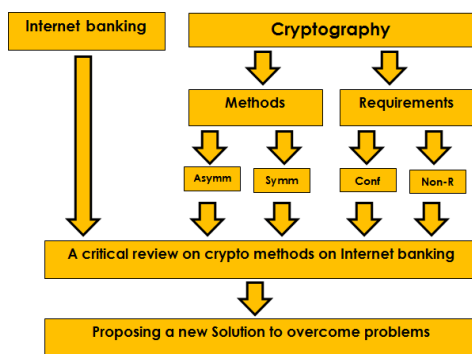 Internet banking
Cryptography
Methods
Requirements
Asymm
Symm
Conf
Non-R
A critical review on crypto methods on Internet banking
Proposing a new Solution to overcome problems